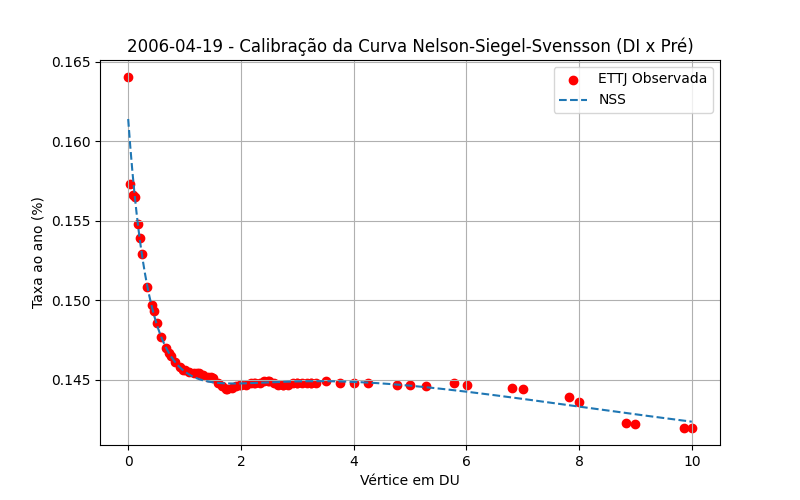 2006-04-19 - Calibração da Curva Nelson-Siegel-Svensson (DI x Pré)
ETTJ Observada
NSS
Taxa ao ano (%)
0.165
0.160
0.155
0.150
0.145
0 2 4 6 8 10
Vértice em DU